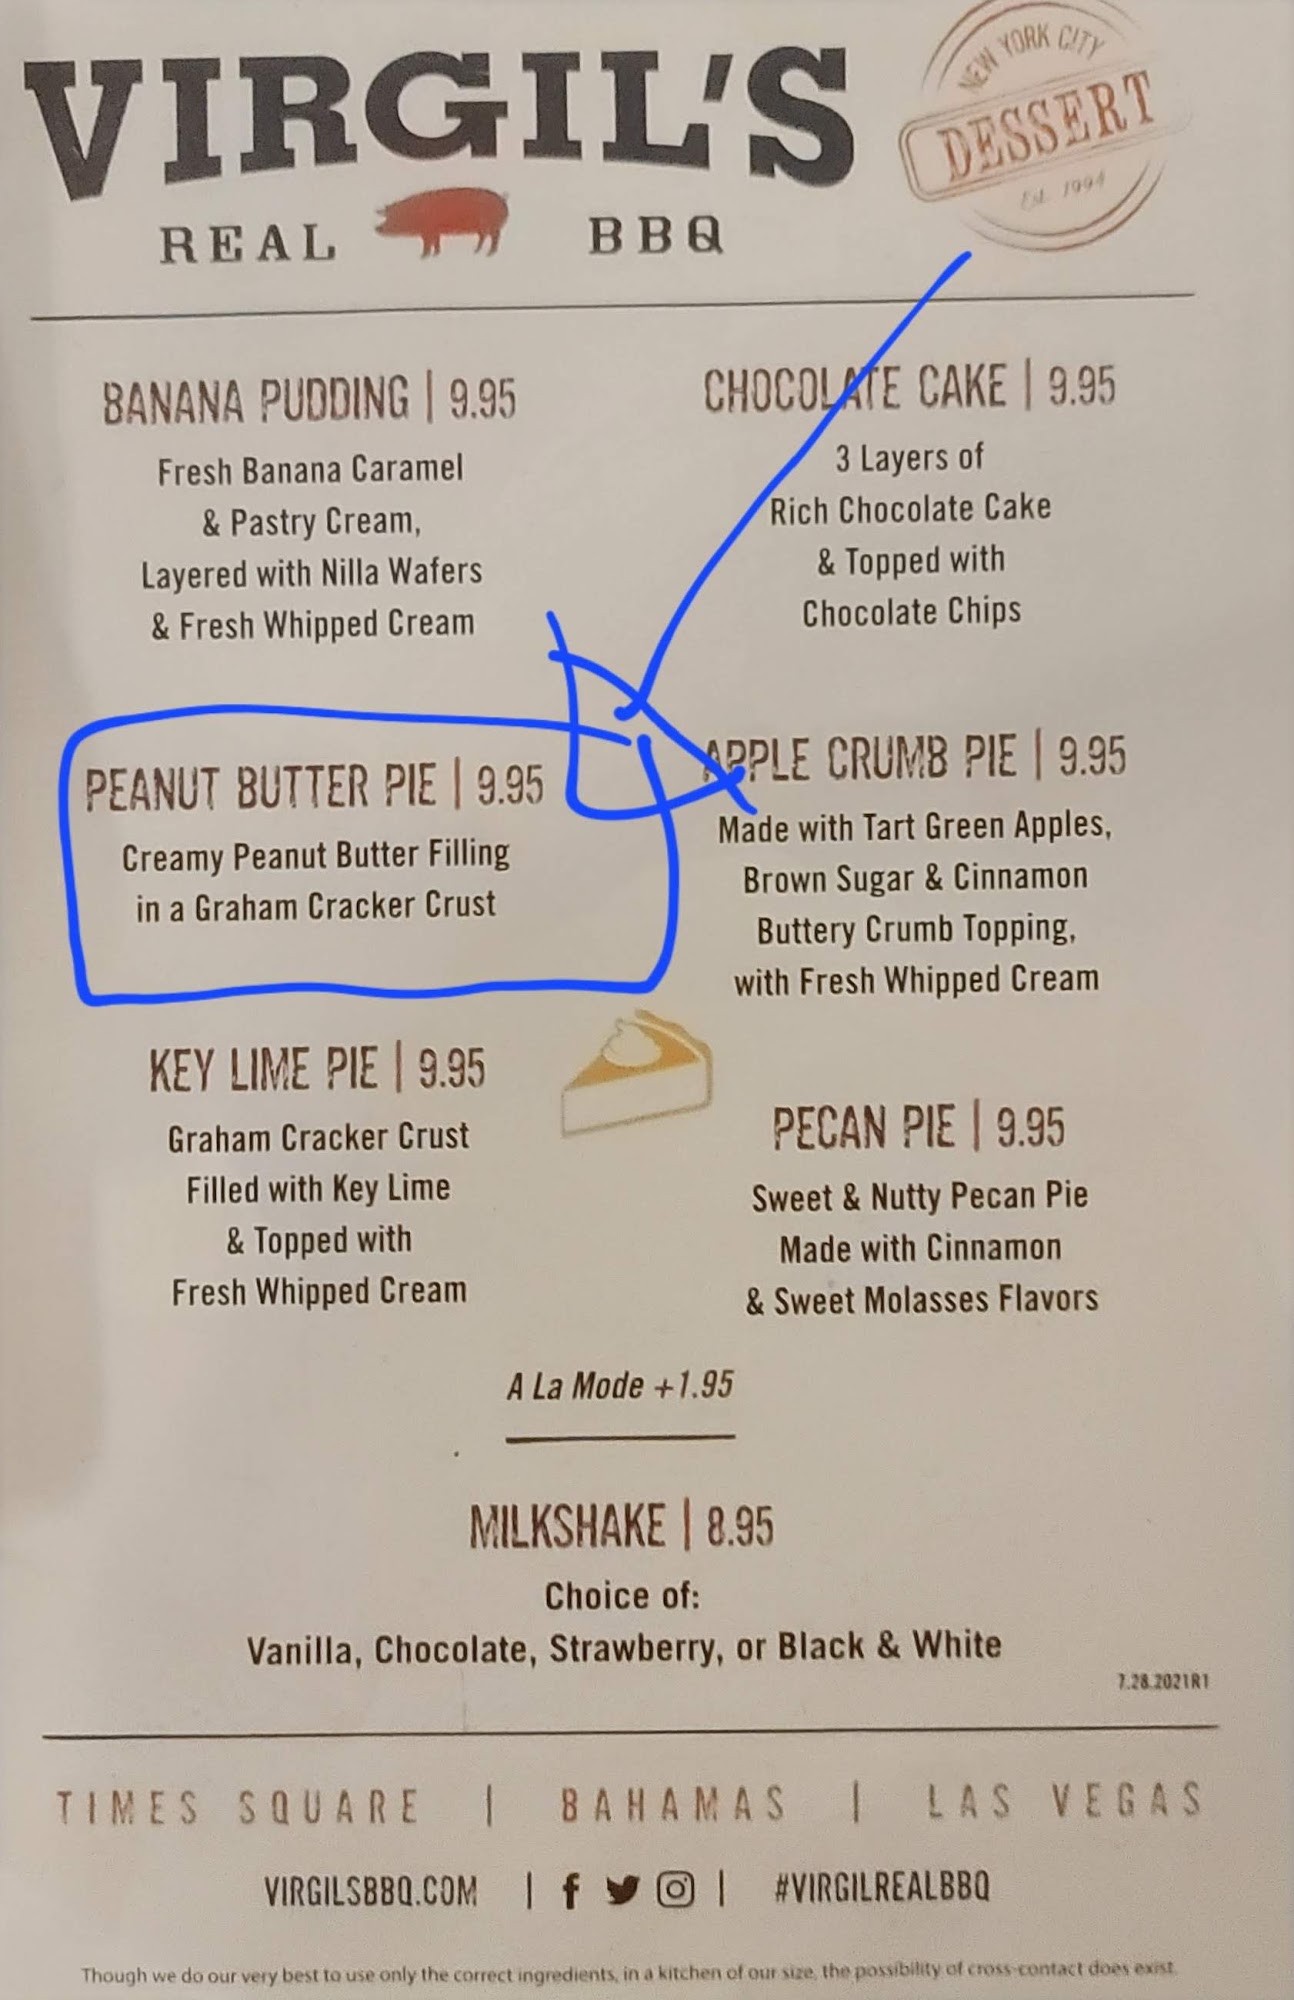 VIRGIL'S
REAL BBQ
NEW YORK CITY
DESSERT
Est. 1994
BANANA PUDDING | 9.95
Fresh Banana Caramel
& Pastry Cream,
Layered with Nilla Wafers
& Fresh Whipped Cream
CHOCOLATE CAKE | 9.95
3 Layers of
Rich Chocolate Cake
& Topped with
Chocolate Chips
PEANUT BUTTER PIE | 9.95
Creamy Peanut Butter Filling
in a Graham Cracker Crust
APPLE CRUMB PIE | 9.95
Made with Tart Green Apples,
Brown Sugar & Cinnamon
Buttery Crumb Topping,
with Fresh Whipped Cream
KEY LIME PIE | 9.95
Graham Cracker Crust
Filled with Key Lime
& Topped with
Fresh Whipped Cream
PECAN PIE | 9.95
Sweet & Nutty Pecan Pie
Made with Cinnamon
& Sweet Molasses Flavors
A La Mode +1.95
MILKSHAKE | 8.95
Choice of:
Vanilla, Chocolate, Strawberry, or Black & White
7.28.2021R1
TIMES SQUARE | BAHAMAS | LAS VEGAS
VIRGILSBBQ.COM | f | #VIRGILREALBBQ
Though we do our very best to use only the correct ingredients, in a kitchen of our size, the possibility of cross-contact does exist.